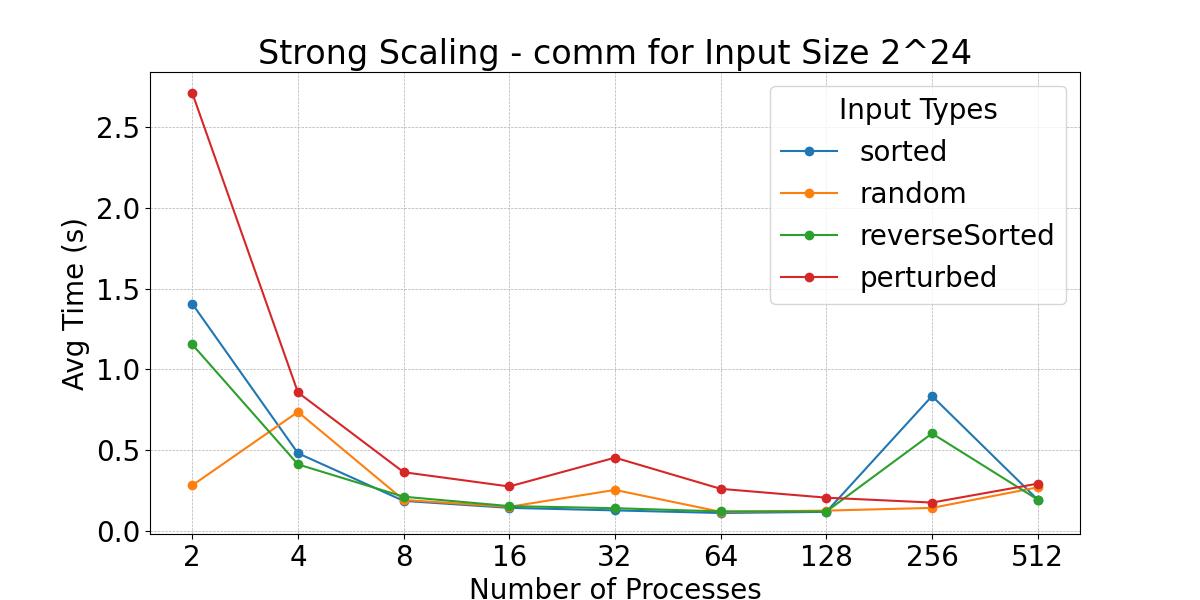 Strong Scaling - comm for Input Size 2^24
Input Types
sorted
random
reverseSorted
perturbed
Avg Time (s)
2.5
2.0
1.5
1.0
0.5
0.0
2 4 8 16 32 64 128 256 512
Number of Processes